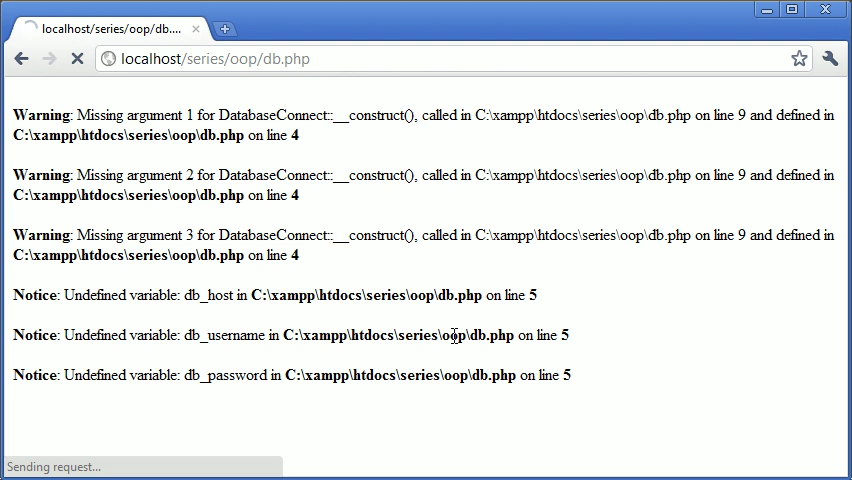 localhost/series/oop/db....
localhost/series/oop/db.php
Warning: Missing argument 1 for DatabaseConnect::__construct(), called in C:\xampp\htdocs\series\oop\db.php on line 9 and defined in
C:\xampp\htdocs\series\oop\db.php on line 4
Warning: Missing argument 2 for DatabaseConnect::__construct(), called in C:\xampp\htdocs\series\oop\db.php on line 9 and defined in
C:\xampp\htdocs\series\oop\db.php on line 4
Warning: Missing argument 3 for DatabaseConnect::__construct(), called in C:\xampp\htdocs\series\oop\db.php on line 9 and defined in
C:\xampp\htdocs\series\oop\db.php on line 4
Notice: Undefined variable: db_host in C:\xampp\htdocs\series\oop\db.php on line 5
Notice: Undefined variable: db_username in C:\xampp\htdocs\series\oop\db.php on line 5
Notice: Undefined variable: db_password in C:\xampp\htdocs\series\oop\db.php on line 5
Sending request...